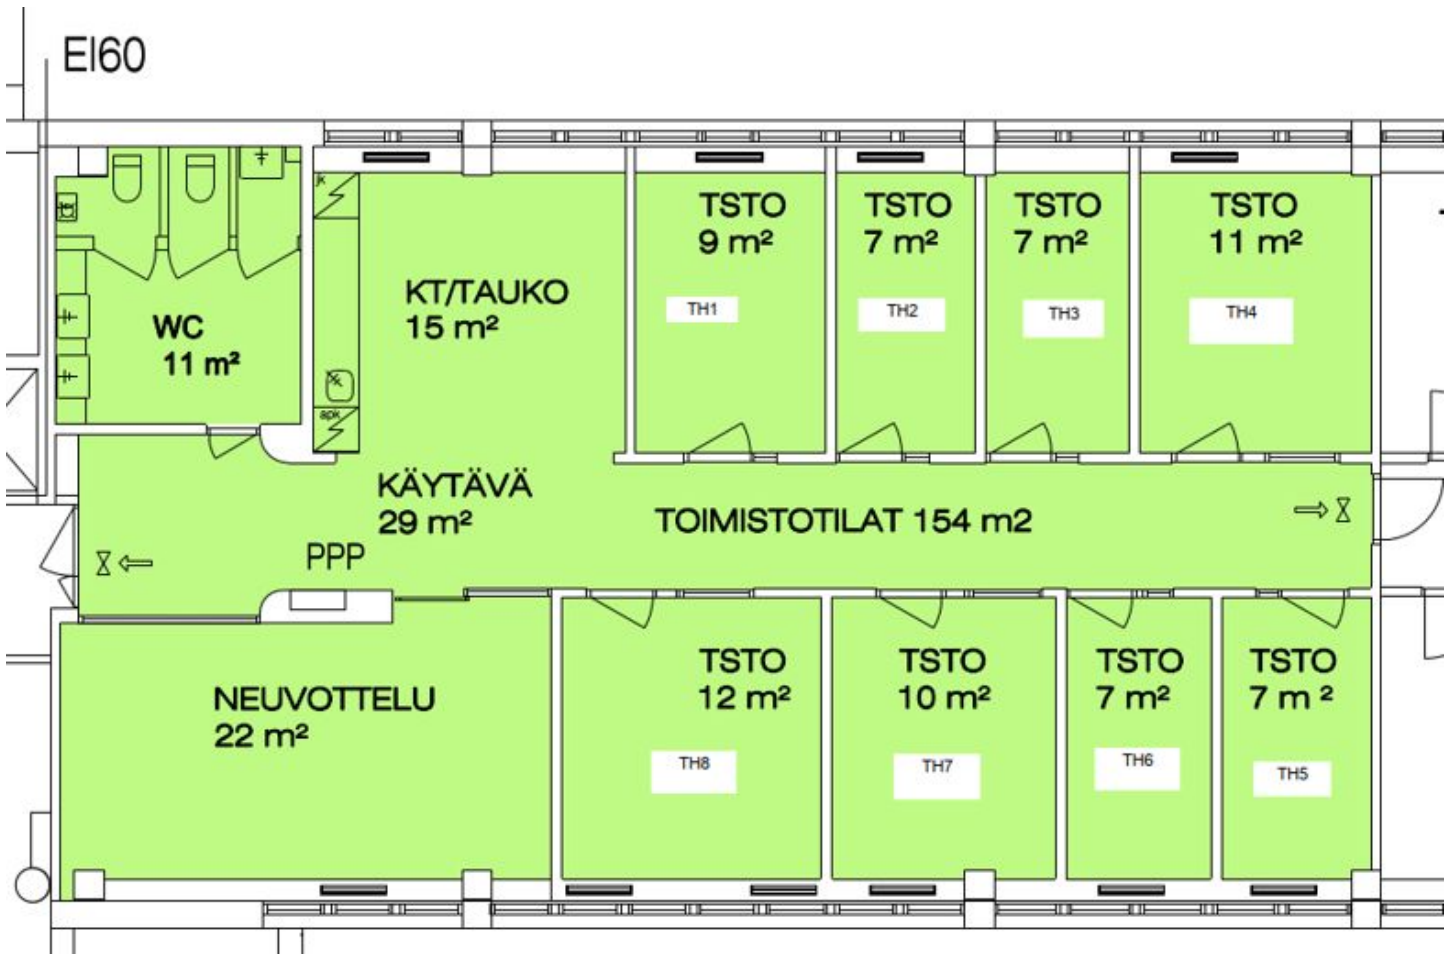 EI60
jk
TSTO
9 m²
TSTO
7 m²
TSTO
7 m²
TSTO
11 m²
KT/TAUKO
15 m²
TH1
TH2
TH3
TH4
WC
11 m²
apk
KÄYTÄVÄ
29 m²
TOIMISTOTILAT 154 m2
PPP
NEUVOTTELU
22 m²
TSTO
12 m²
TSTO
10 m²
TSTO
7 m²
TSTO
7 m ²
TH8
TH7
TH6
TH5